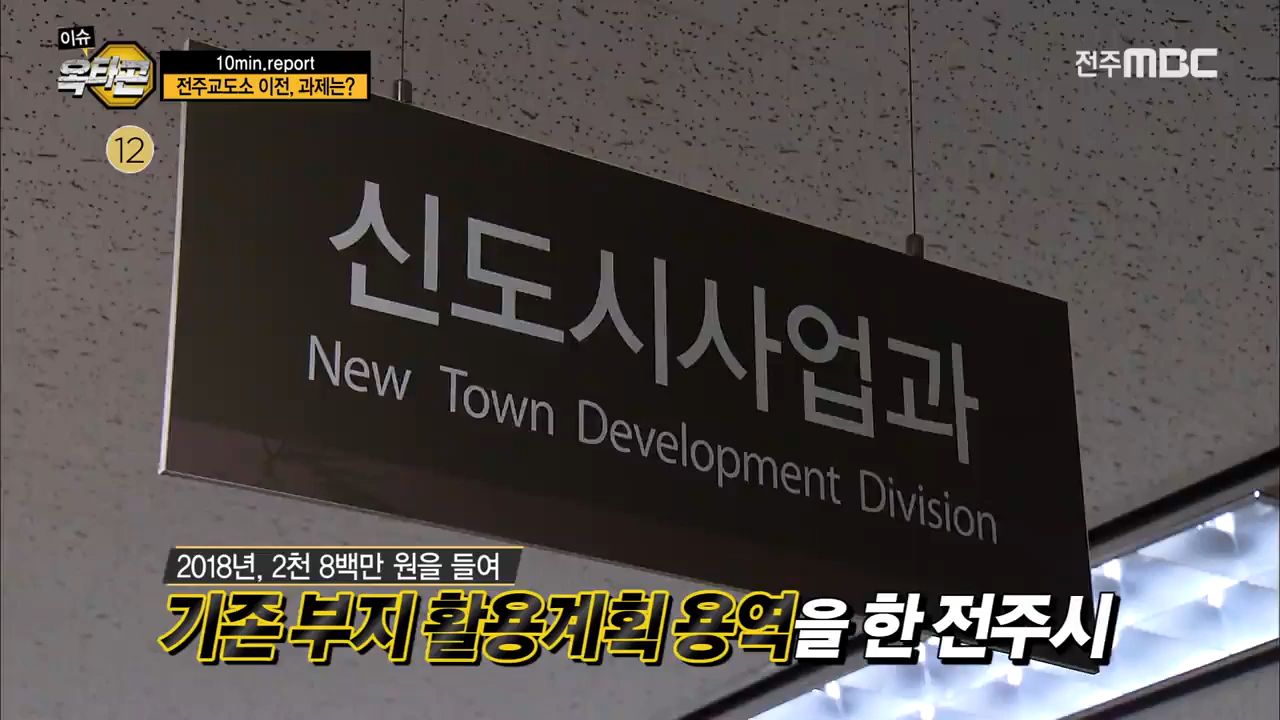 이슈
옥타곤
10min.report
전주교도소 이전, 과제는?
전주MBC
12
신도시사업과
New Town Development Division
2018년, 2천 8백만 원을 들여
기존 부지 활용계획 용역을 한 전주시